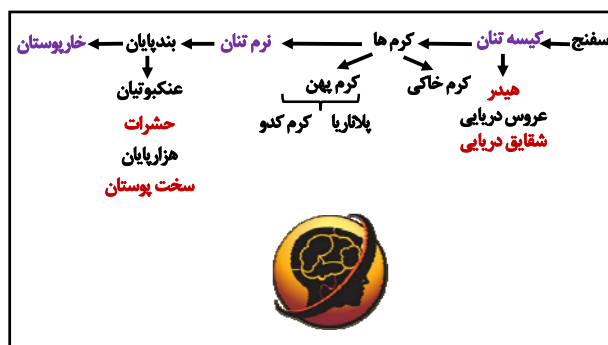 سفنج کیسه تنان کرم ها نرم تنان بندپایان خارپوستان
هیدر
عروس دریایی
شقایق دریایی
کرم خاکی
کرم پهن
پلاناریا کرم کدو
عنکبوتیان
حشرات
هزارپایان
سخت پوستان